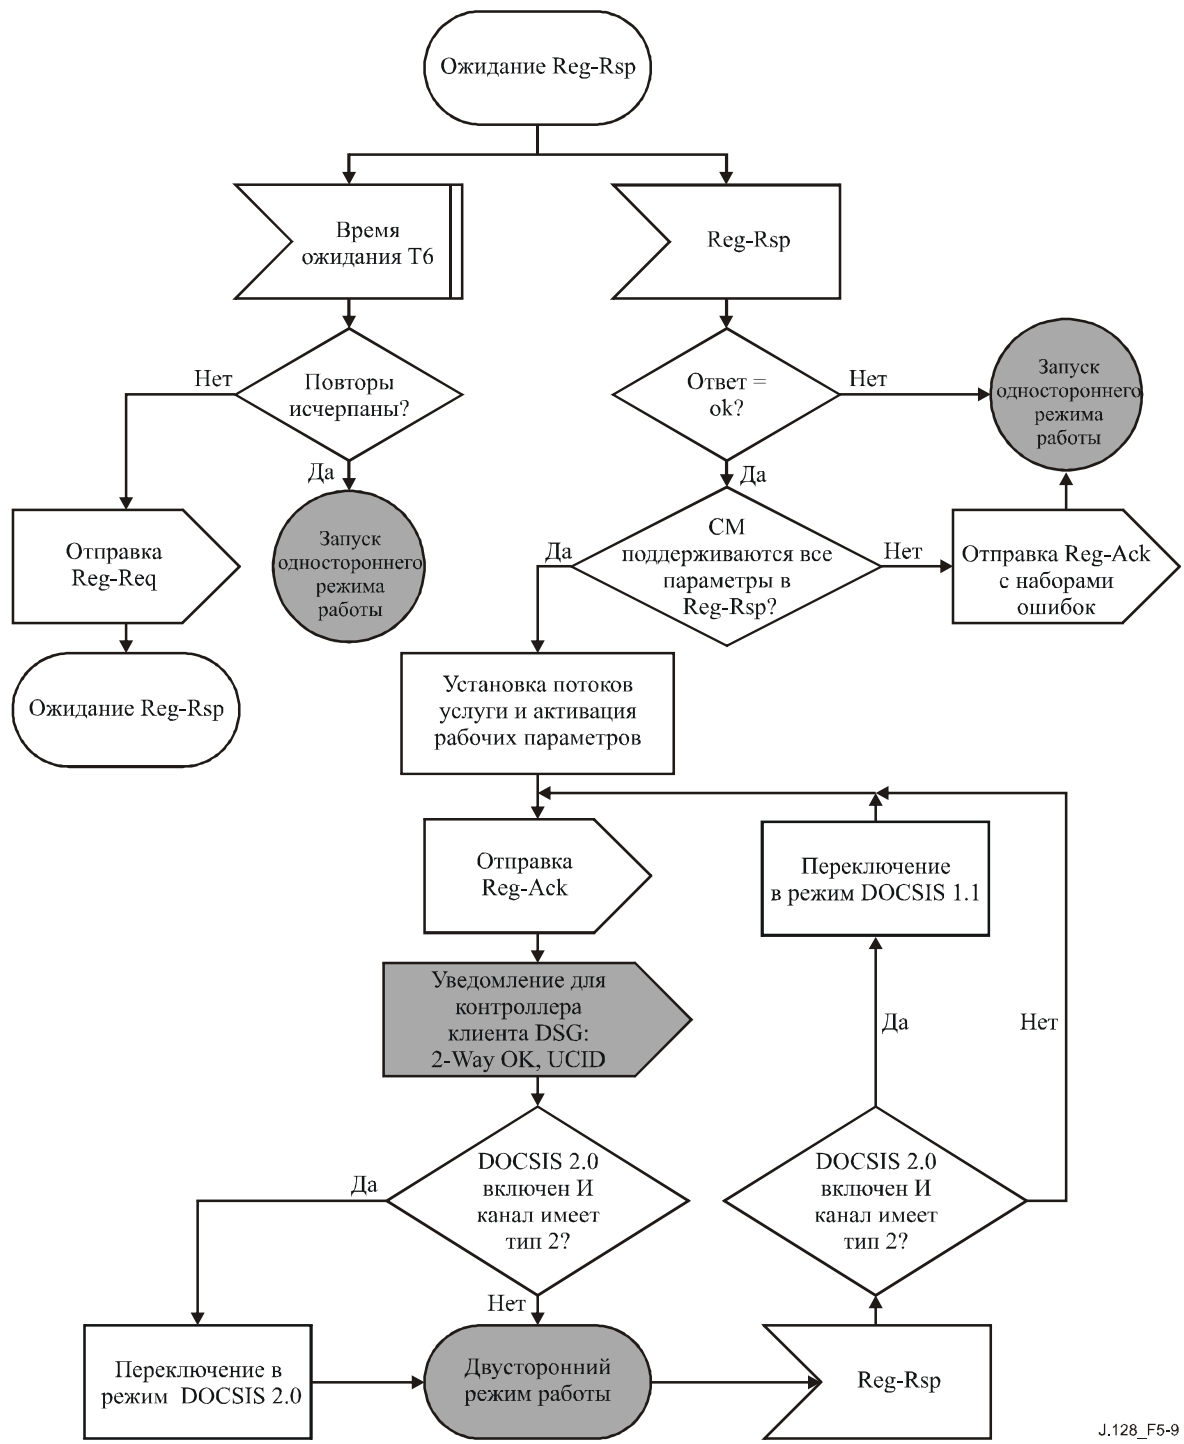 Ожидание Reg-Rsp
Время
ожидания T6
Reg-Rsp
Повторы
исчерпаны?
Нет
Да
Ответ =
ok?
Нет
Да
Запуск
одностороннего
режима
работы
Отправка
Reg-Req
Запуск
одностороннего
режима
работы
CM
поддерживаются все
параметры в
Reg-Rsp?
Да
Нет
Отправка Reg-Ack
с наборами
ошибок
Ожидание Reg-Rsp
Установка потоков
услуги и активация
рабочих параметров
Отправка
Reg-Ack
Переключение
в режим DOCSIS 1.1
Уведомление для
контроллера
клиента DSG:
2-Way OK, UCID
Да
Нет
DOCSIS 2.0
включен И
канал имеет
тип 2?
Да
Нет
DOCSIS 2.0
включен И
канал имеет
тип 2?
Переключение в
режим DOCSIS 2.0
Двусторонний
режим работы
Reg-Rsp
J.128_F5-9